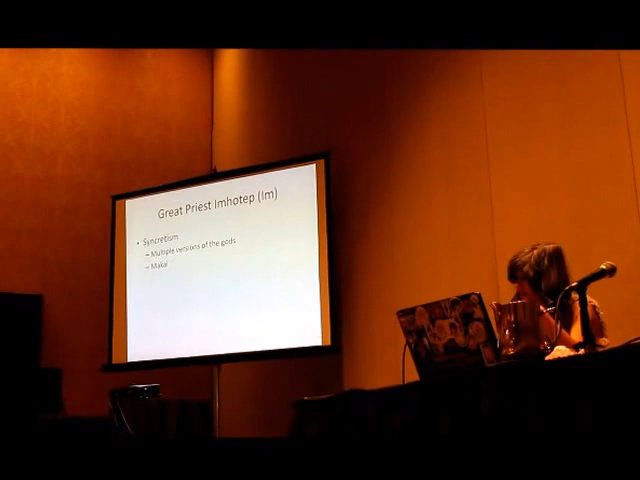 Great Priest Imhotep (Im)
• Syncretism
– Multiple versions of the gods
– Makai